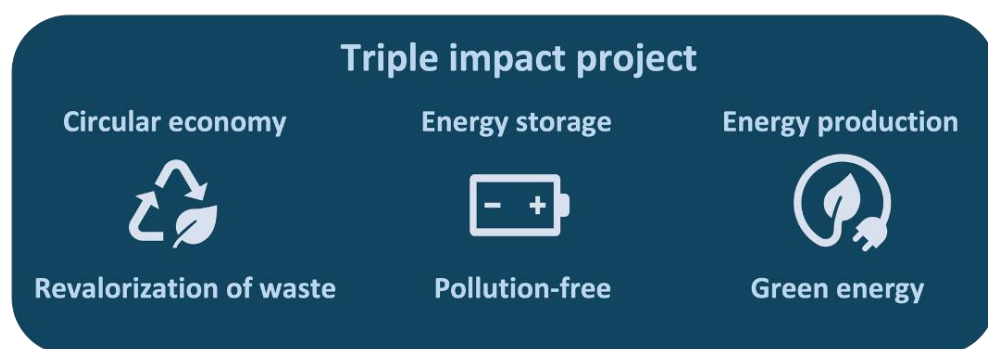 Triple impact project
Circular economy
Energy storage
Energy production
- +
Revalorization of waste
Pollution-free
Green energy